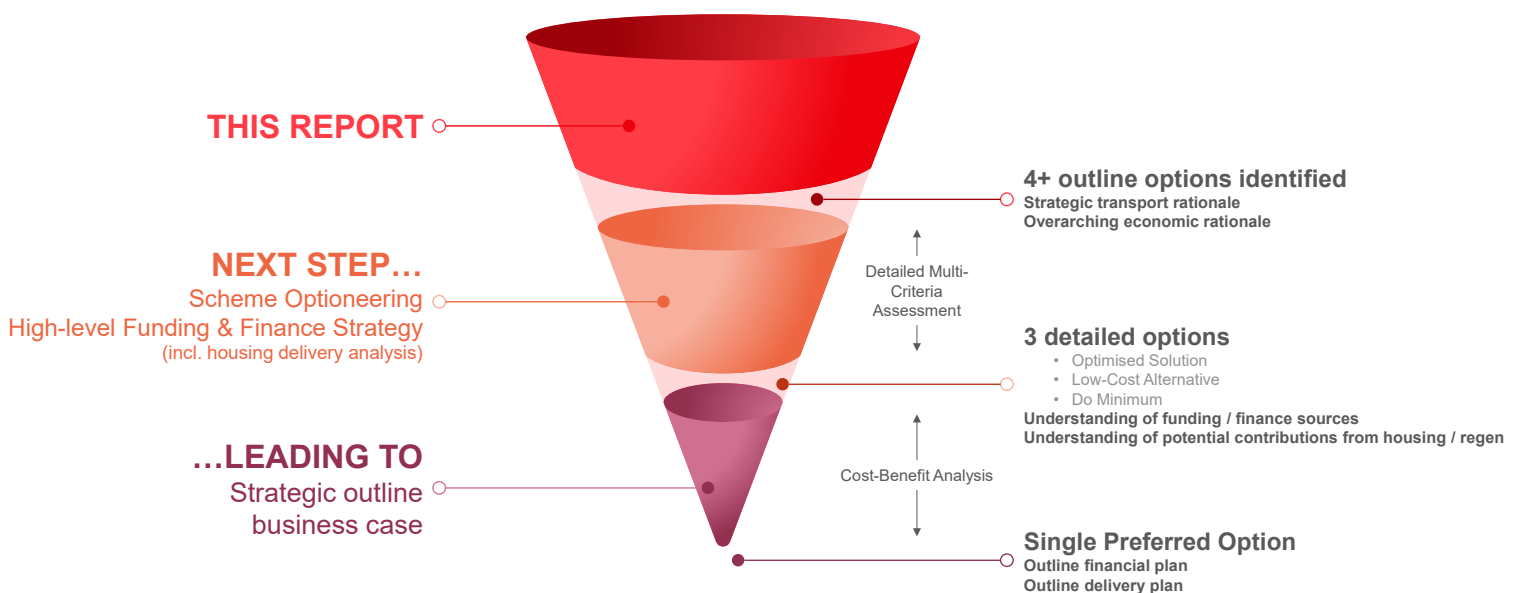 THIS REPORT
4+ outline options identified
Strategic transport rationale
Overarching economic rationale
NEXT STEP…
Scheme Optioneering
High-level Funding & Finance Strategy
(incl. housing delivery analysis)
Detailed Multi-
Criteria
Assessment
3 detailed options
• Optimised Solution
• Low-Cost Alternative
• Do Minimum
Understanding of funding / finance sources
Understanding of potential contributions from housing / regen
…LEADING TO
Strategic outline
business case
Cost-Benefit Analysis
Single Preferred Option
Outline financial plan
Outline delivery plan